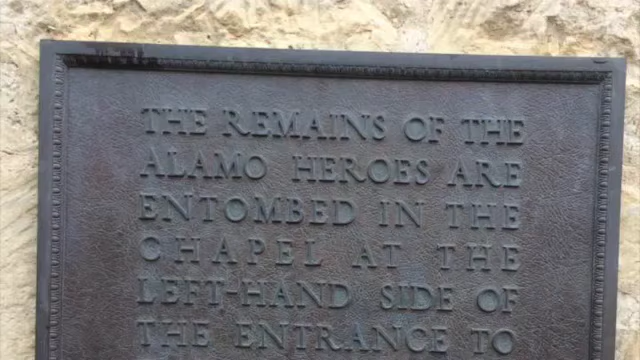 THE REMAINS OF THE
ALAMO HEROES ARE
ENTOMBED IN THE
CHAPEL AT THE
LEFT-HAND SIDE OF
THE ENTRANCE TO